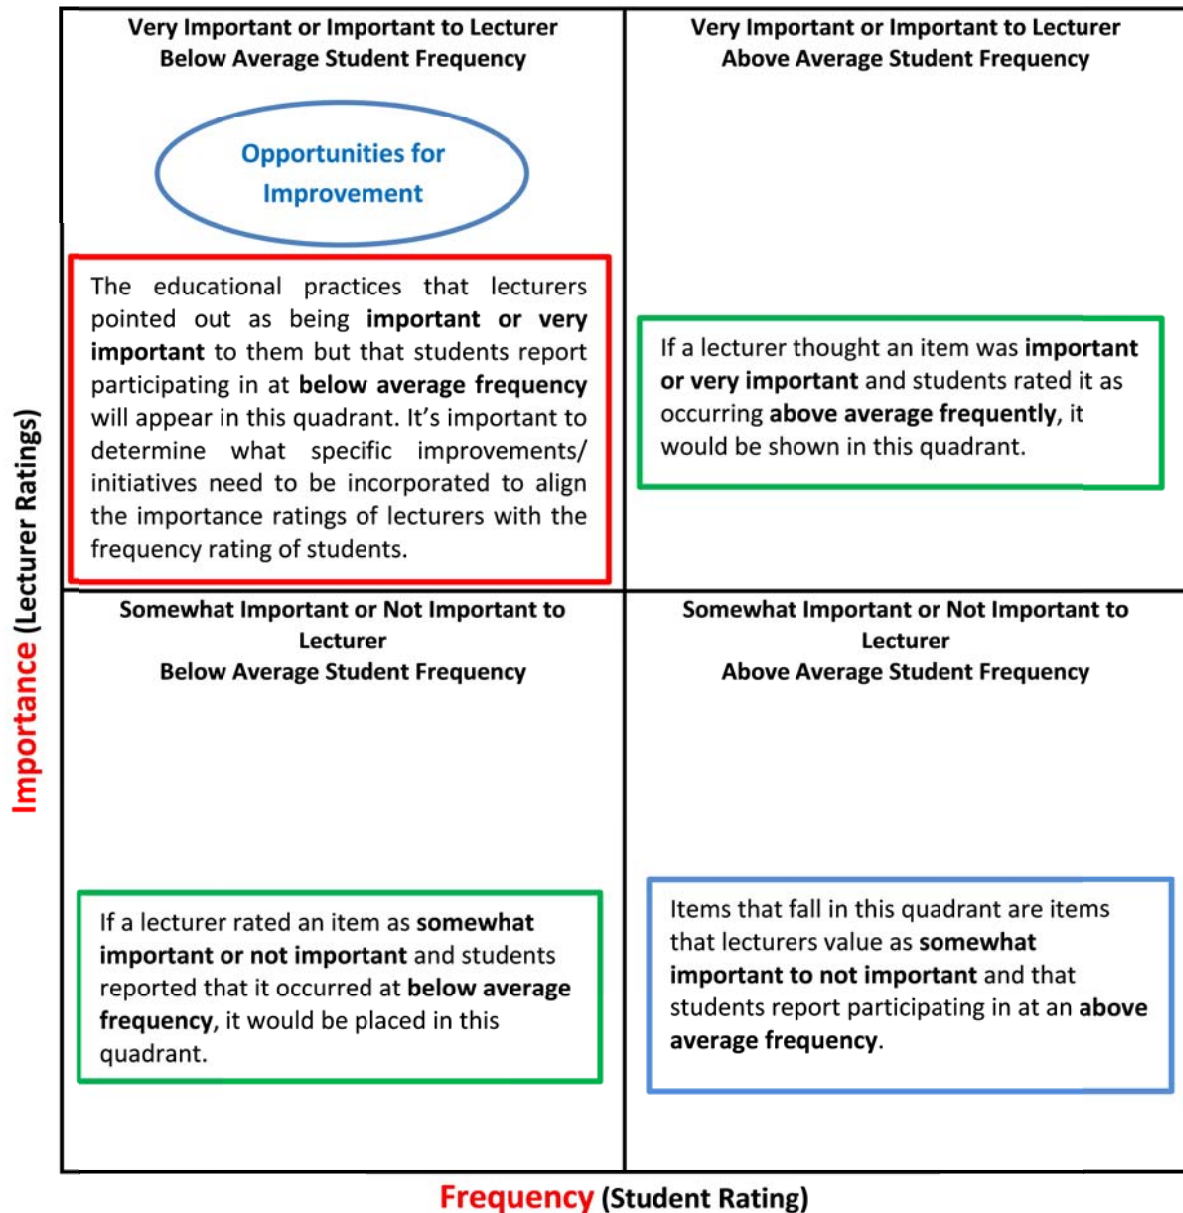 Very Important or Important to Lecturer
Below Average Student Frequency
Opportunities for
Improvement
The educational practices that lecturers
pointed out as being important or very
important to them but that students report
participating in at below average frequency
will appear in this quadrant. It’s important to
determine what specific improvements/
initiatives need to be incorporated to align
the importance ratings of lecturers with the
frequency rating of students.
Very Important or Important to Lecturer
Above Average Student Frequency
If a lecturer thought an item was important
or very important and students rated it as
occurring above average frequently, it
would be shown in this quadrant.
Importance (Lecturer Ratings)
Somewhat Important or Not Important to
Lecturer
Below Average Student Frequency
If a lecturer rated an item as somewhat
important or not important and students
reported that it occurred at below average
frequency, it would be placed in this
quadrant.
Somewhat Important or Not Important to
Lecturer
Above Average Student Frequency
Items that fall in this quadrant are items
that lecturers value as somewhat
important to not important and that
students report participating in at an above
average frequency.
Frequency (Student Rating)